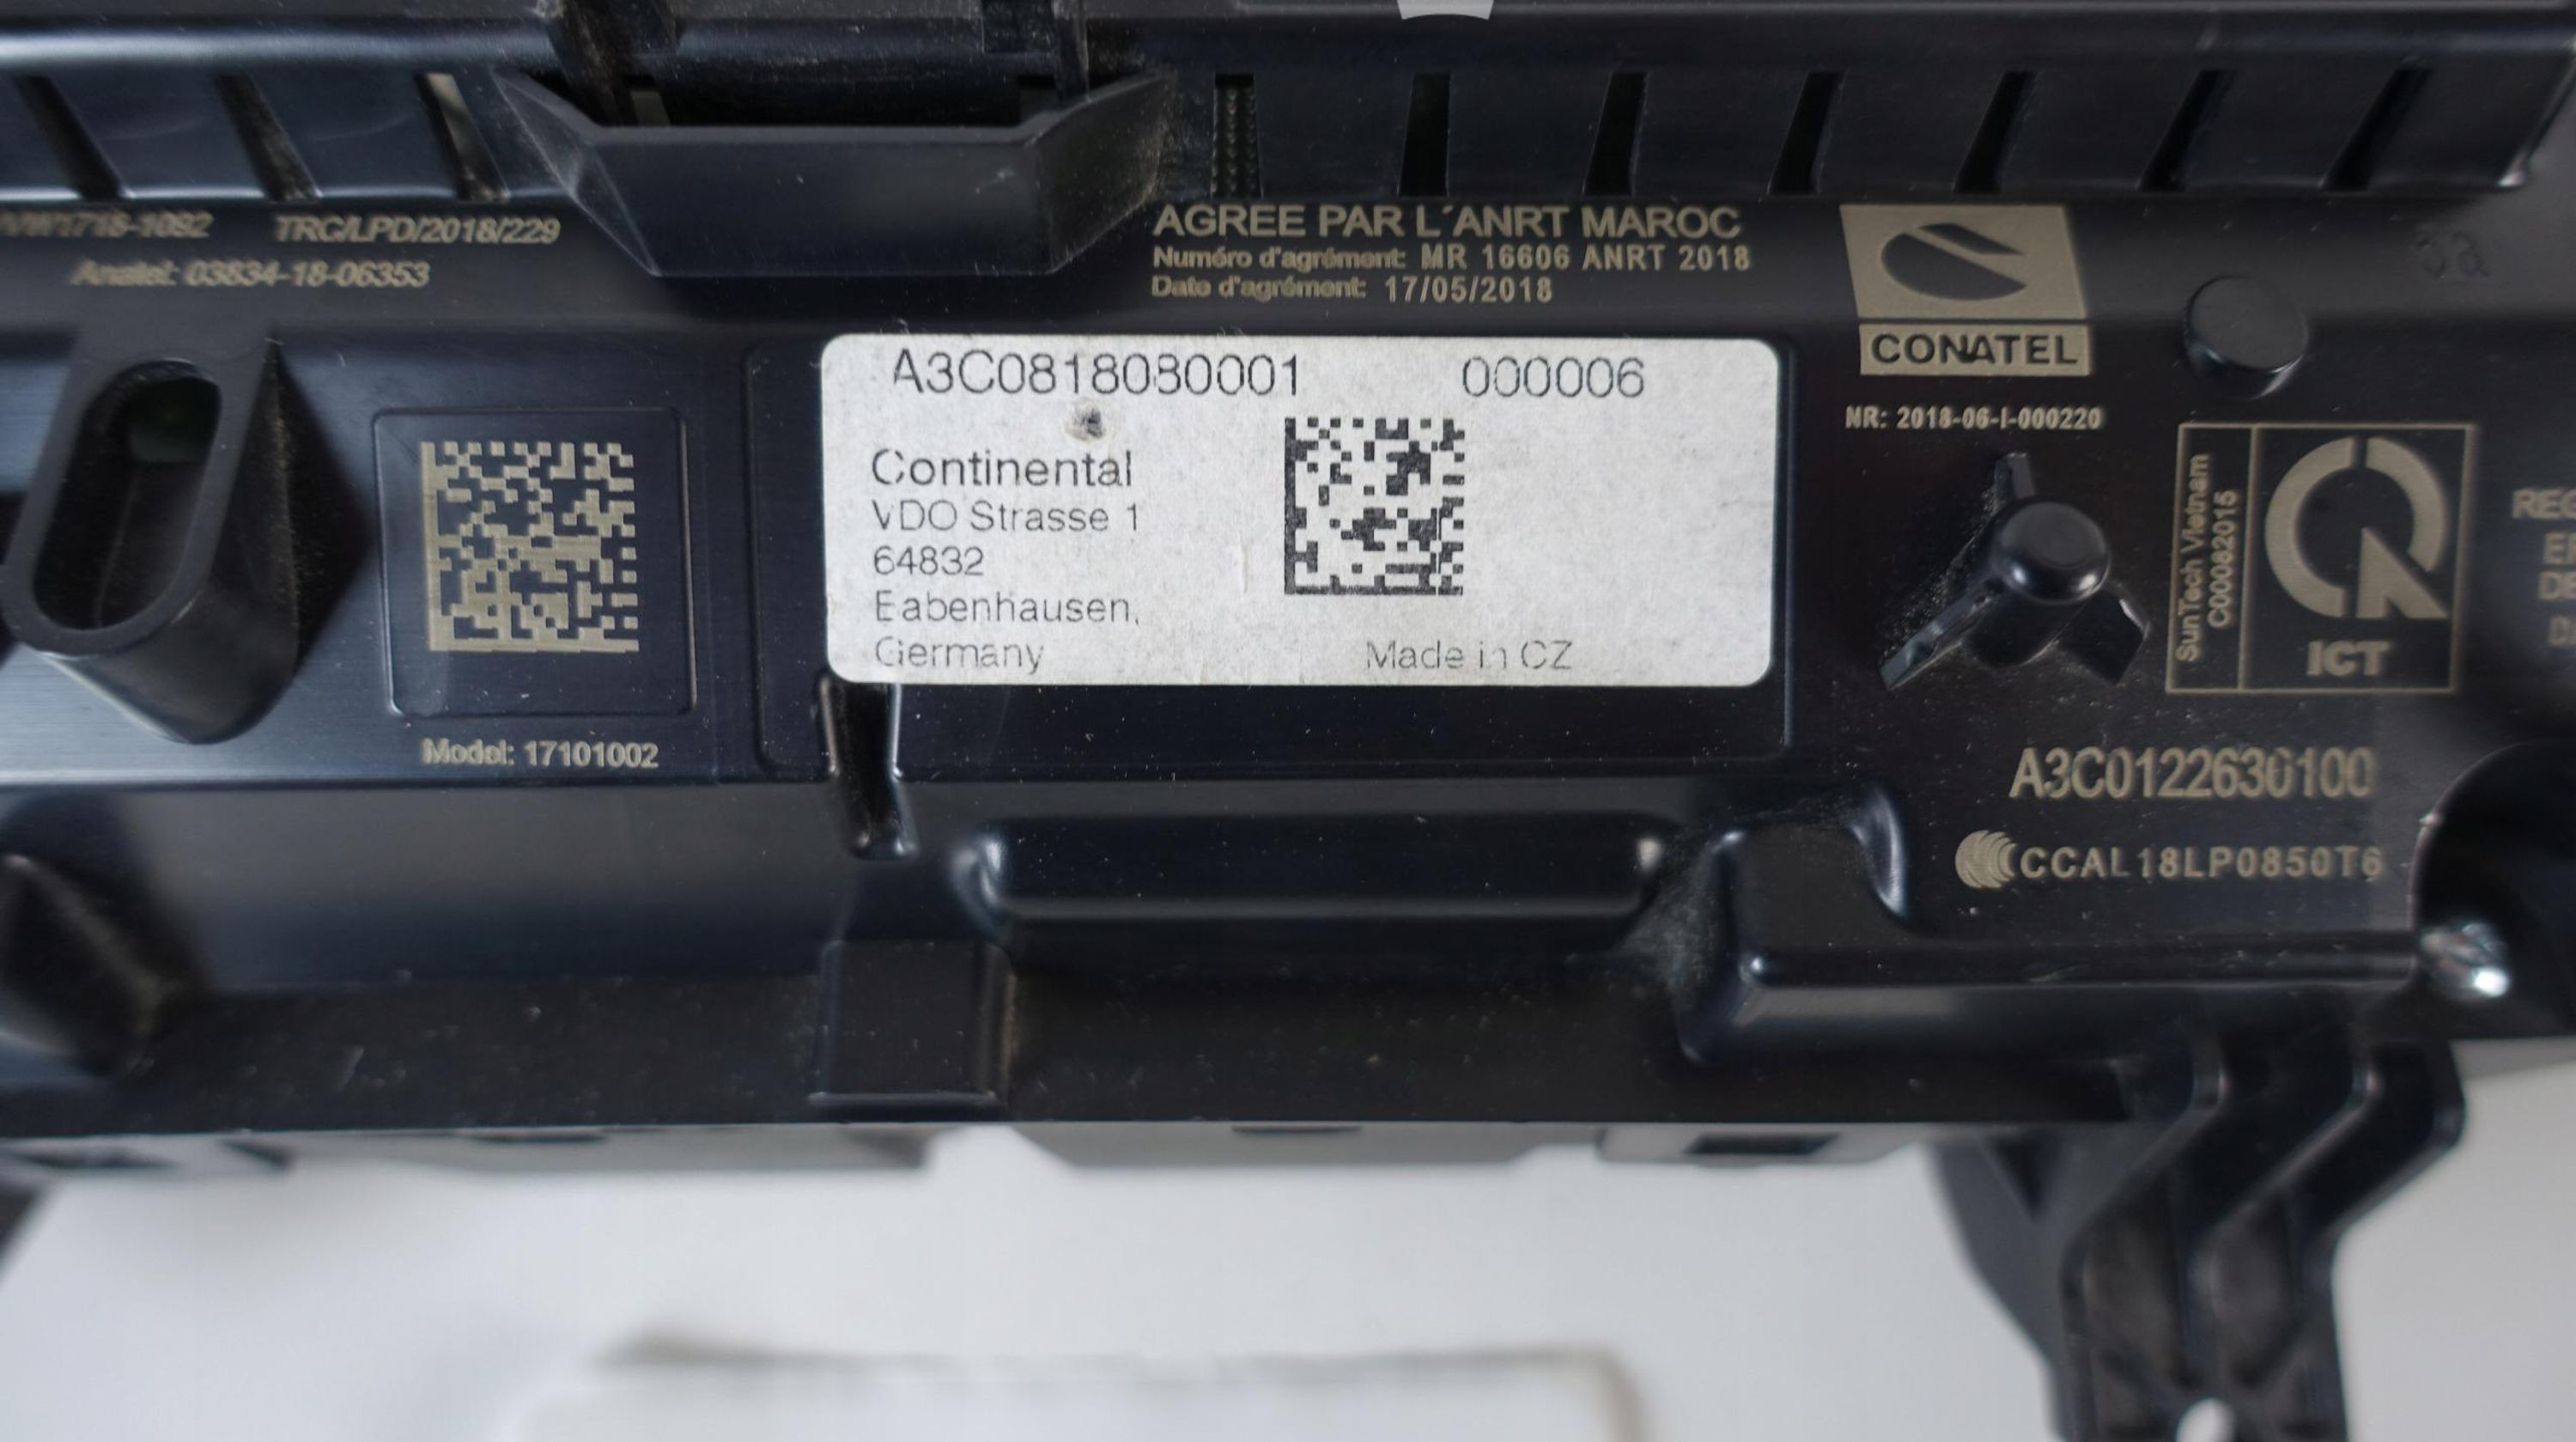 TRC/LPD/2018/229
Anatel: 03834-18-06353
AGREE PAR L´ANRT MAROC
Numéro d'agrément: MR 16606 ANRT 2018
Date d'agrément: 17/05/2018
CONATEL
NR: 2018-06-I-000220
A3C0818080001 000006
Continental
VDO Strasse 1
64832
Babenhausen,
Germany
Made in CZ
Model: 17101002
SunTech Vietnam
C00082015
ICT
A3C0122630100
CCAL18LP0850T6
3a